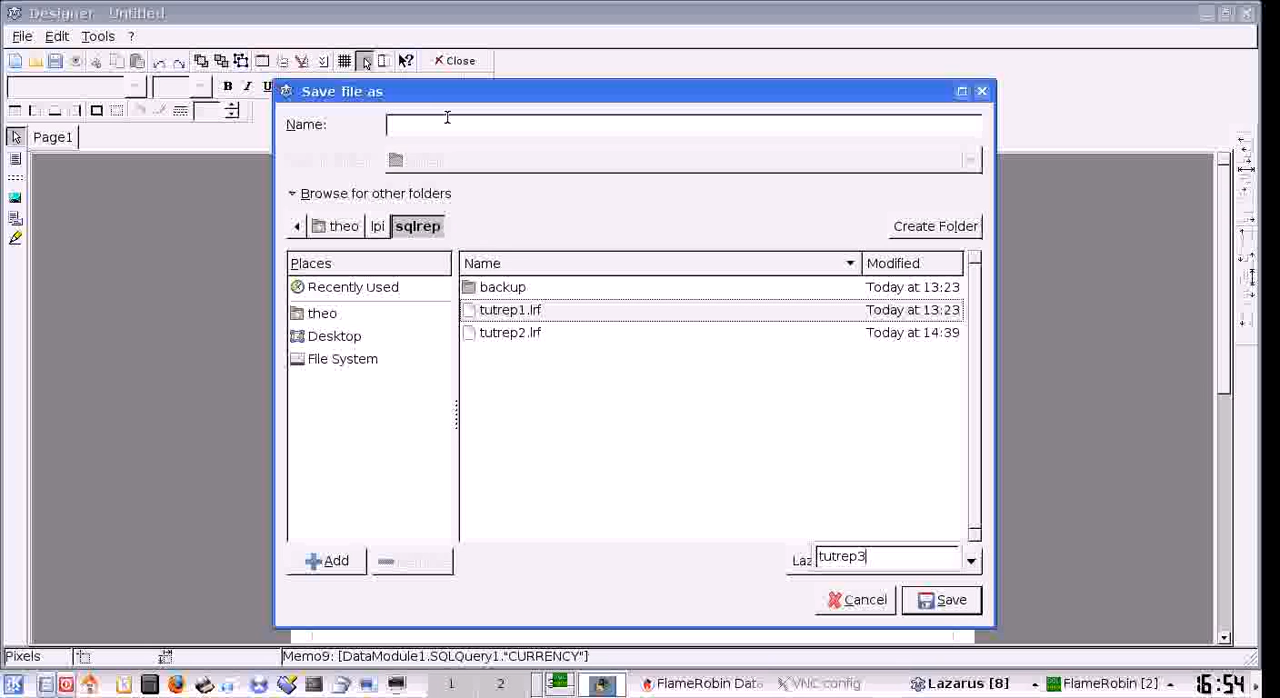 Designer Untitled
File Edit Tools ?
Close
B I U
Page1
Save file as
Name:
Browse for other folders
theo lpi sqlrep
Create Folder
Places
Name Modified
Recently Used
theo
Desktop
File System
backup Today at 13:23
tutrep1.lrf Today at 13:23
tutrep2.lrf Today at 14:39
Add
Laz
tutrep3
Cancel
Save
Pixels
Memo9: [DataModule1.SQLQuery1."CURRENCY"]
1 2
FlameRobin Data
VNC config
Lazarus [8]
FlameRobin [2]
16:54